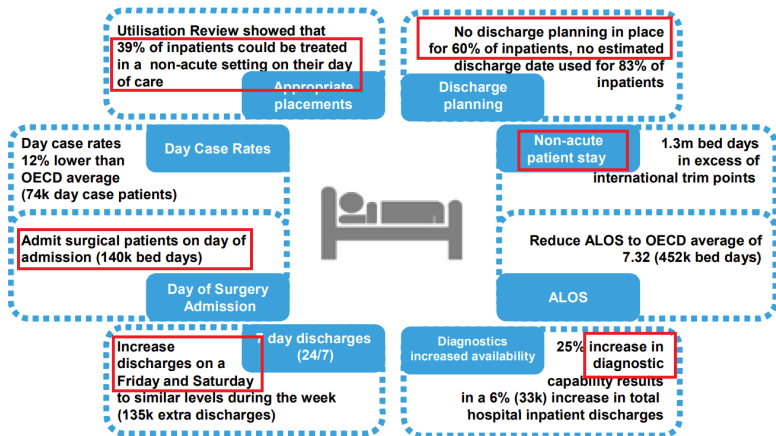 Utilisation Review showed that
39% of inpatients could be treated
in a non-acute setting on their day
of care
Appropriate
placements
No discharge planning in place
for 60% of inpatients, no estimated
discharge date used for 83% of
inpatients
Discharge
planning
Day case rates
12% lower than
OECD average
(74k day case patients)
Day Case Rates
Non-acute
patient stay
1.3m bed days
in excess of
international trim points
Admit surgical patients on day of
admission (140k bed days)
Day of Surgery
Admission
Reduce ALOS to OECD average of
7.32 (452k bed days)
ALOS
Increase
discharges on a
Friday and Saturday
to similar levels during the week
(135k extra discharges)
7 day discharges
(24/7)
Diagnostics
increased availability
25% increase in
diagnostic
capability results
in a 6% (33k) increase in total
hospital inpatient discharges